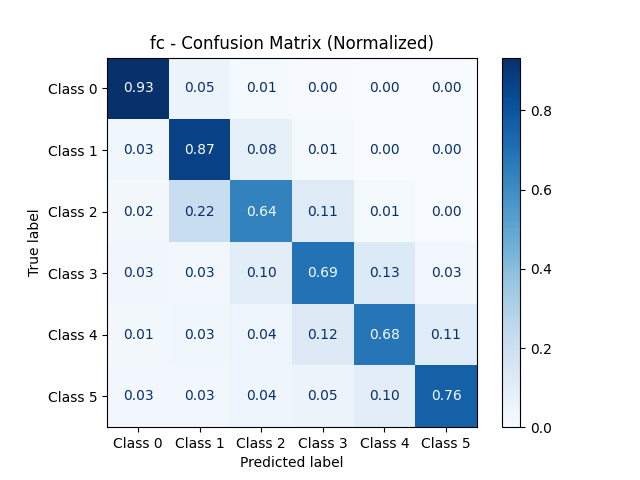 fc - Confusion Matrix (Normalized)
Class 0 0.93 0.05 0.01 0.00 0.00 0.00
Class 1 0.03 0.87 0.08 0.01 0.00 0.00
Class 2 0.02 0.22 0.64 0.11 0.01 0.00
Class 3 0.03 0.03 0.10 0.69 0.13 0.03
Class 4 0.01 0.03 0.04 0.12 0.68 0.11
Class 5 0.03 0.03 0.04 0.05 0.10 0.76
Class 0 Class 1 Class 2 Class 3 Class 4 Class 5
Predicted label
True label
0.8
0.6
0.4
0.2
0.0